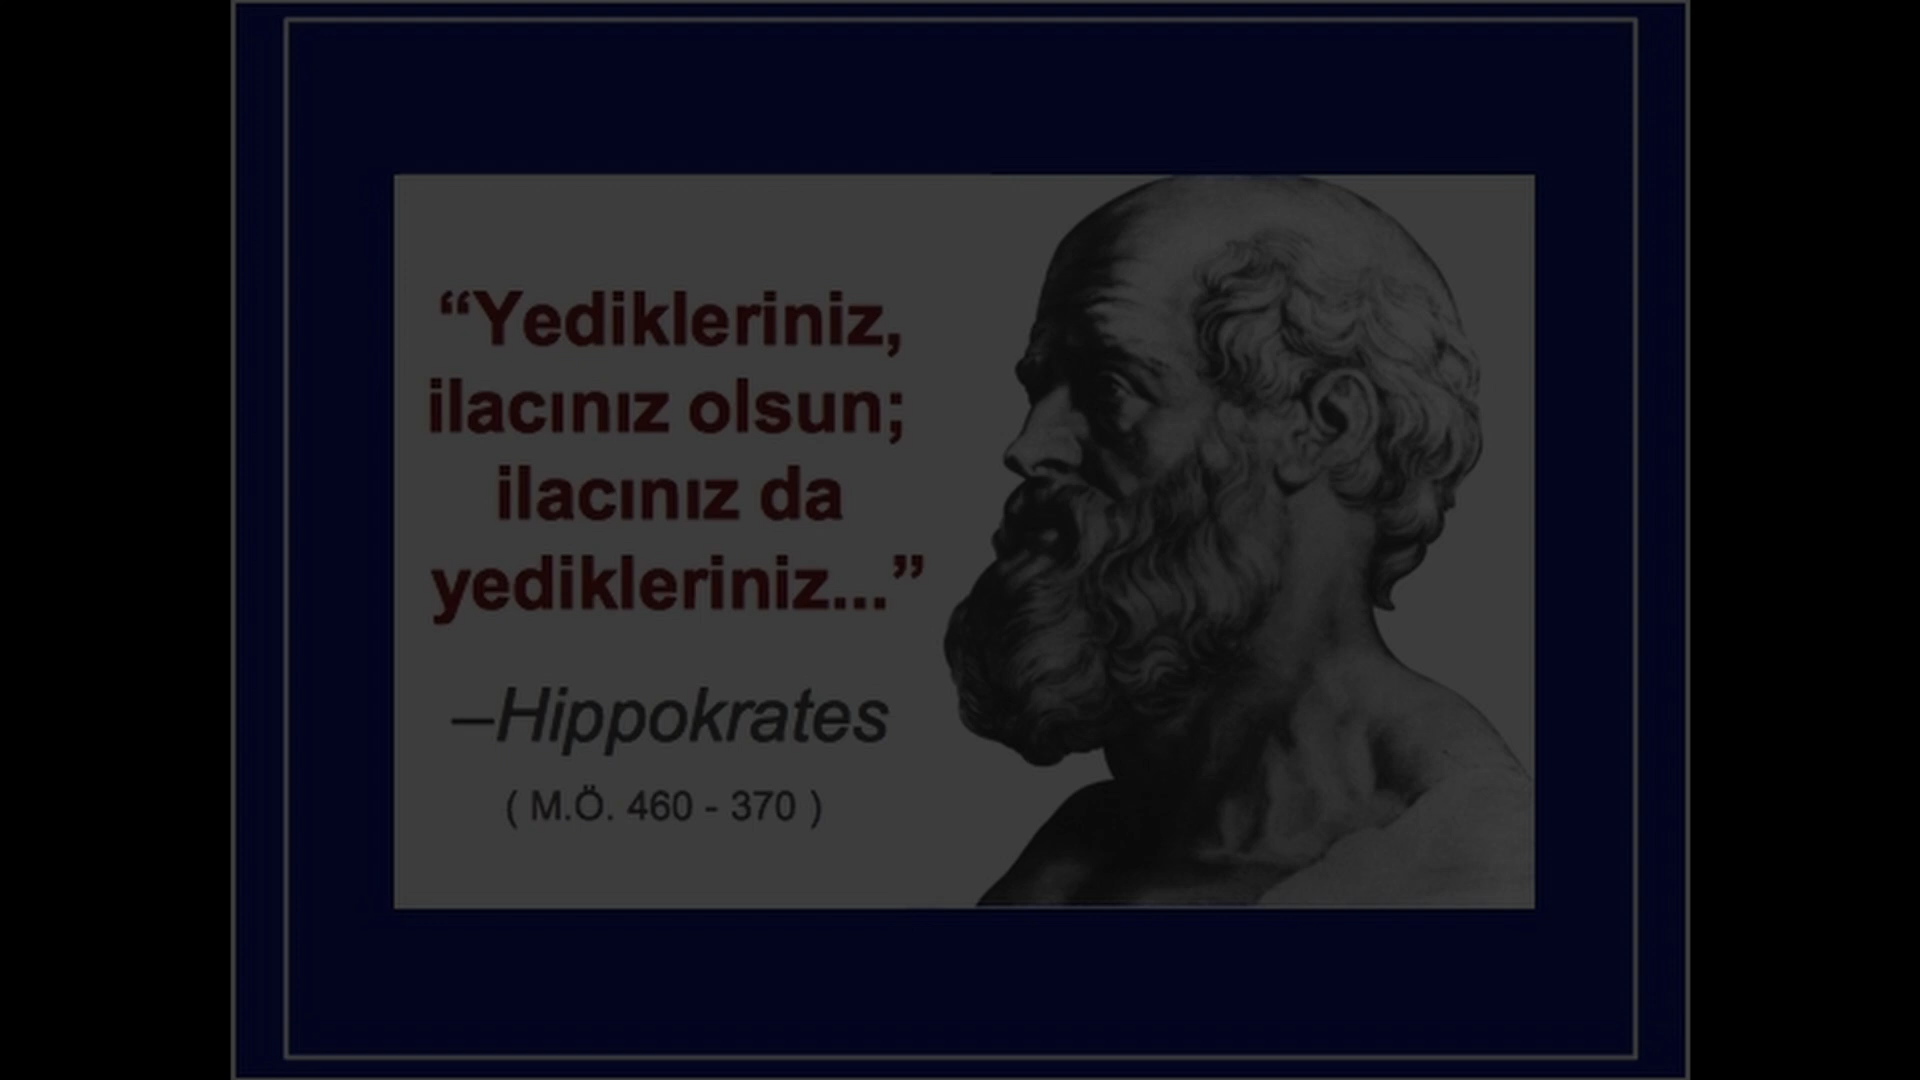 “Yedikleriniz,
ilacınız olsun;
ilacınız da
yedikleriniz...”
–Hippokrates
( M.Ö. 460 - 370 )